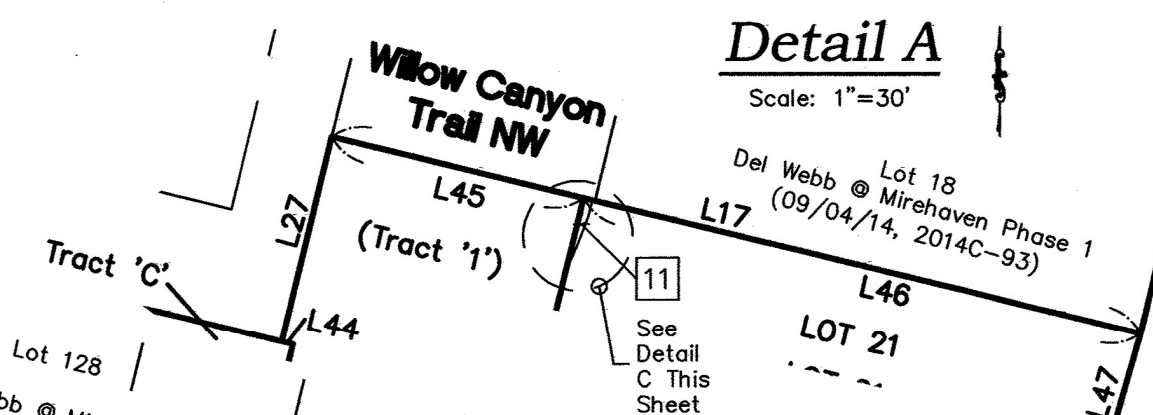 Detail A
Scale: 1"=30'
Willow Canyon
Trail NW
Lot 18
Del Webb @ Mirehaven Phase 1
(09/04/14, 2014C-93)
L45
L17
L27
(Tract '1')
Tract 'C'
11
L46
L44
LOT 21
See
Detail
C This
Sheet
Lot 128
L47